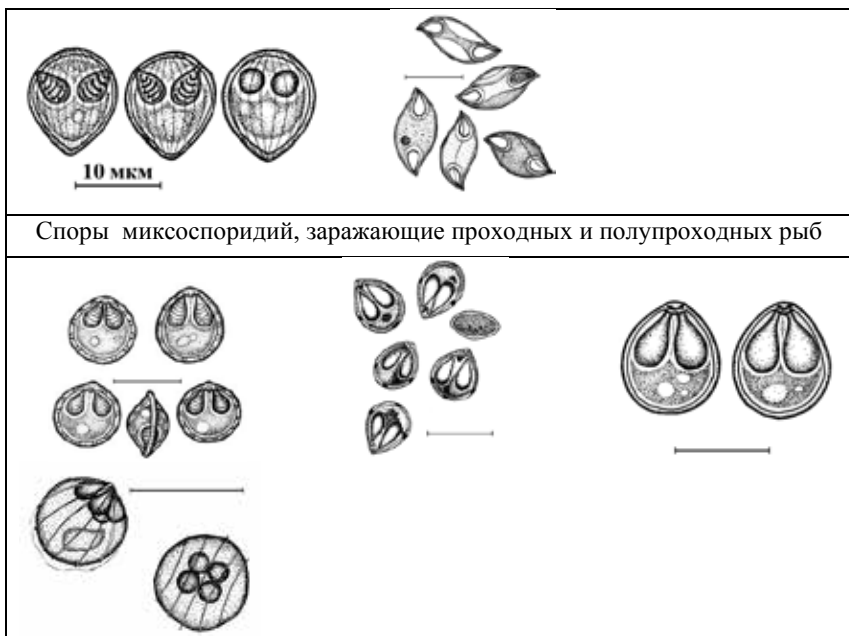 10 мкм
Споры миксоспоридий, заражающие проходных и полупроходных рыб